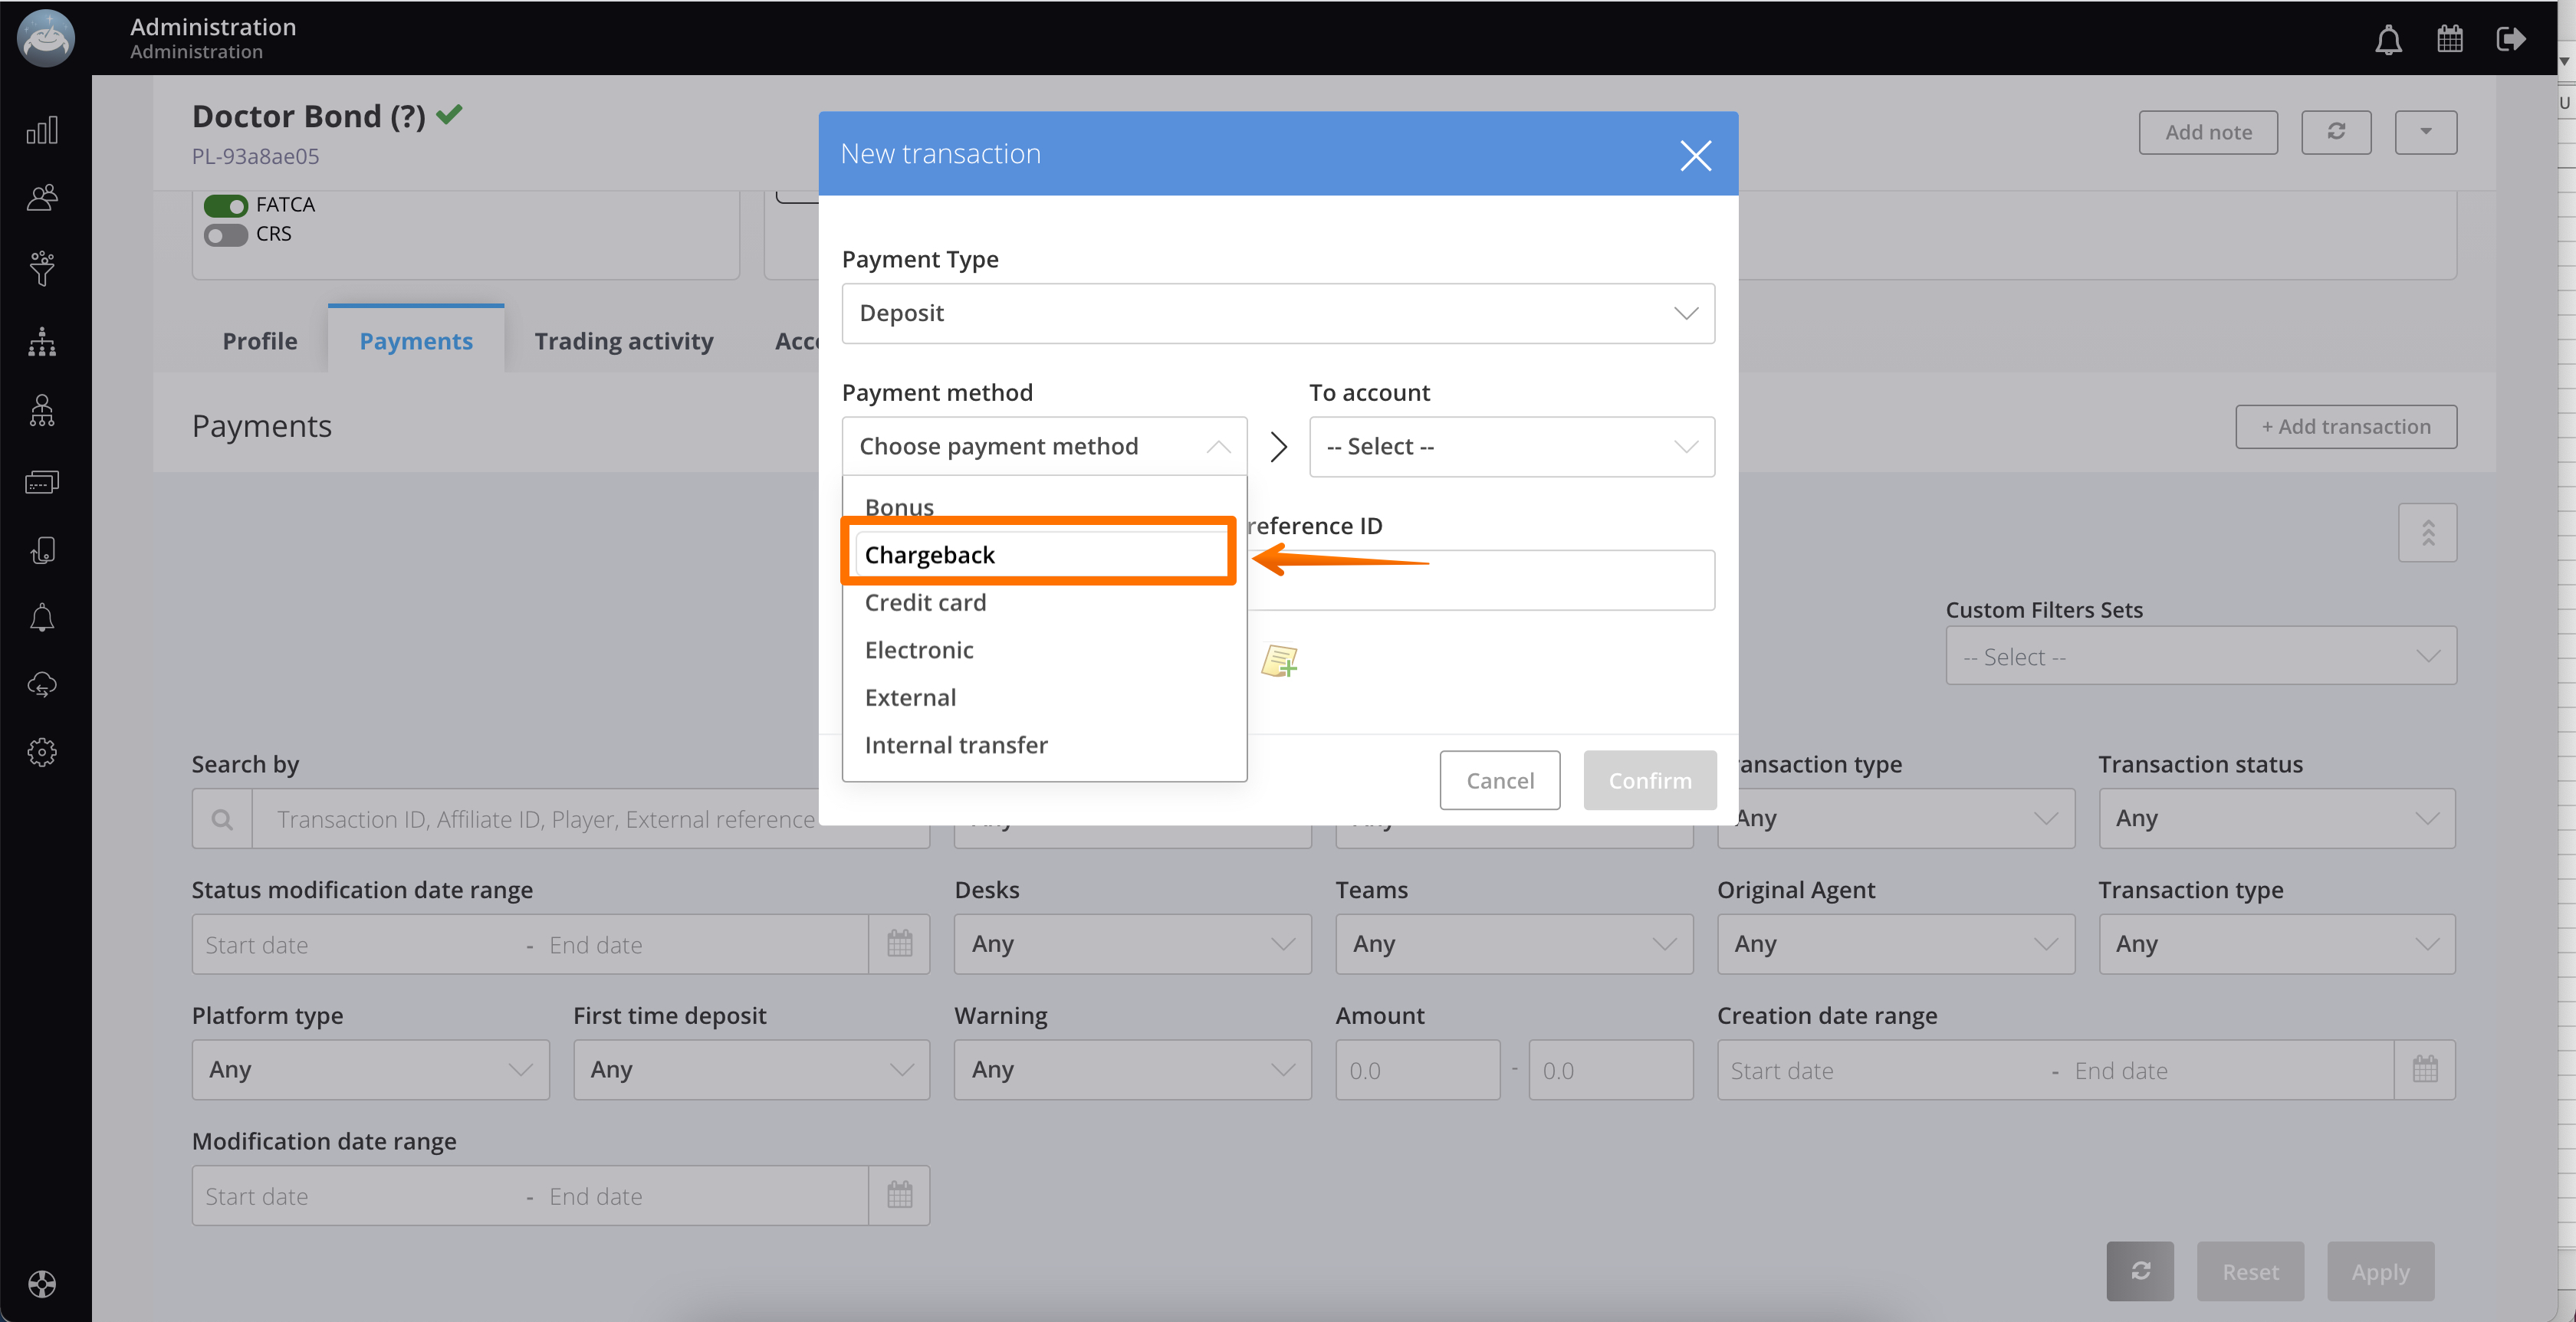 Administration
Administration
Doctor Bond (?)
PL-93a8ae05
Add note
FATCA
CRS
Profile
Payments
Trading activity
Payments
+ Add transaction
New transaction
Payment Type
Deposit
Payment method
To account
Choose payment method
-- Select --
Bonus
Chargeback
Credit card
Electronic
External
Internal transfer
reference ID
Cancel
Confirm
Custom Filters Sets
-- Select --
Search by
Transaction ID, Affiliate ID, Player, External reference
ansaction type
Any
Transaction status
Any
Status modification date range
Start date - End date
Desks
Any
Teams
Any
Original Agent
Any
Transaction type
Any
Platform type
Any
First time deposit
Any
Warning
Any
Amount
0.0 - 0.0
Creation date range
Start date - End date
Modification date range
Start date - End date
Reset
Apply